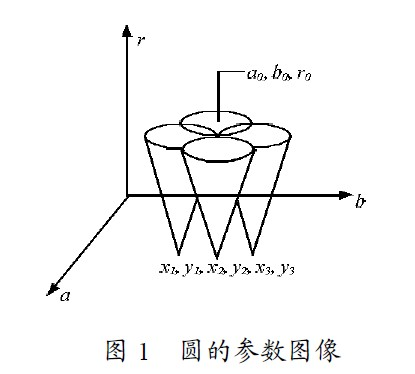 r
a₀, b₀, r₀
b
x₁, y₁, x₂, y₂, x₃, y₃
a
图 1 圆的参数图像